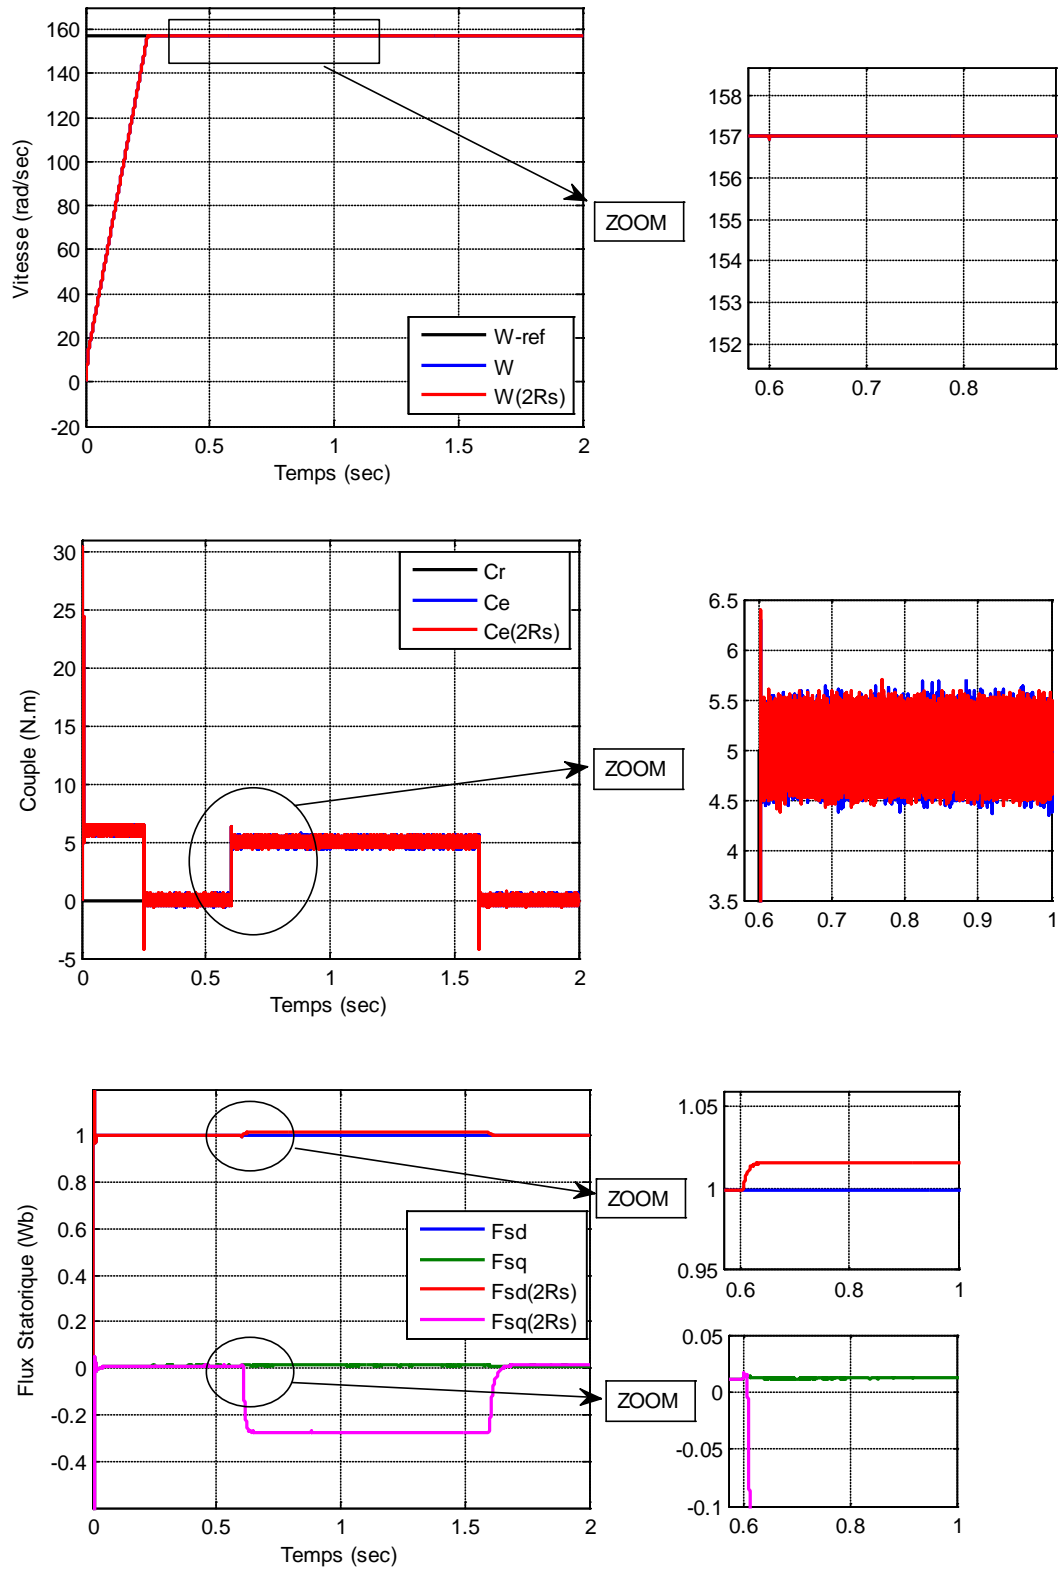 160
140
120
100
80
60
40
20
0
-20
Vitesse (rad/sec)
W-ref
W
W(2Rs)
0 0.5 1 1.5 2
Temps (sec)
ZOOM
158
157
156
155
154
153
152
0.6 0.7 0.8
30
25
20
15
10
5
0
-5
Couple (N.m)
Cr
Ce
Ce(2Rs)
0 0.5 1 1.5 2
Temps (sec)
ZOOM
6.5
6
5.5
5
4.5
4
3.5
0.6 0.7 0.8 0.9 1
1
0.8
0.6
0.4
0.2
0
-0.2
-0.4
Flux Statorique (Wb)
Fsd
Fsq
Fsd(2Rs)
Fsq(2Rs)
0 0.5 1 1.5 2
Temps (sec)
ZOOM
1.05
1
0.95
0.6 0.8 1
ZOOM
0.05
0
-0.05
-0.1
0.6 0.8 1